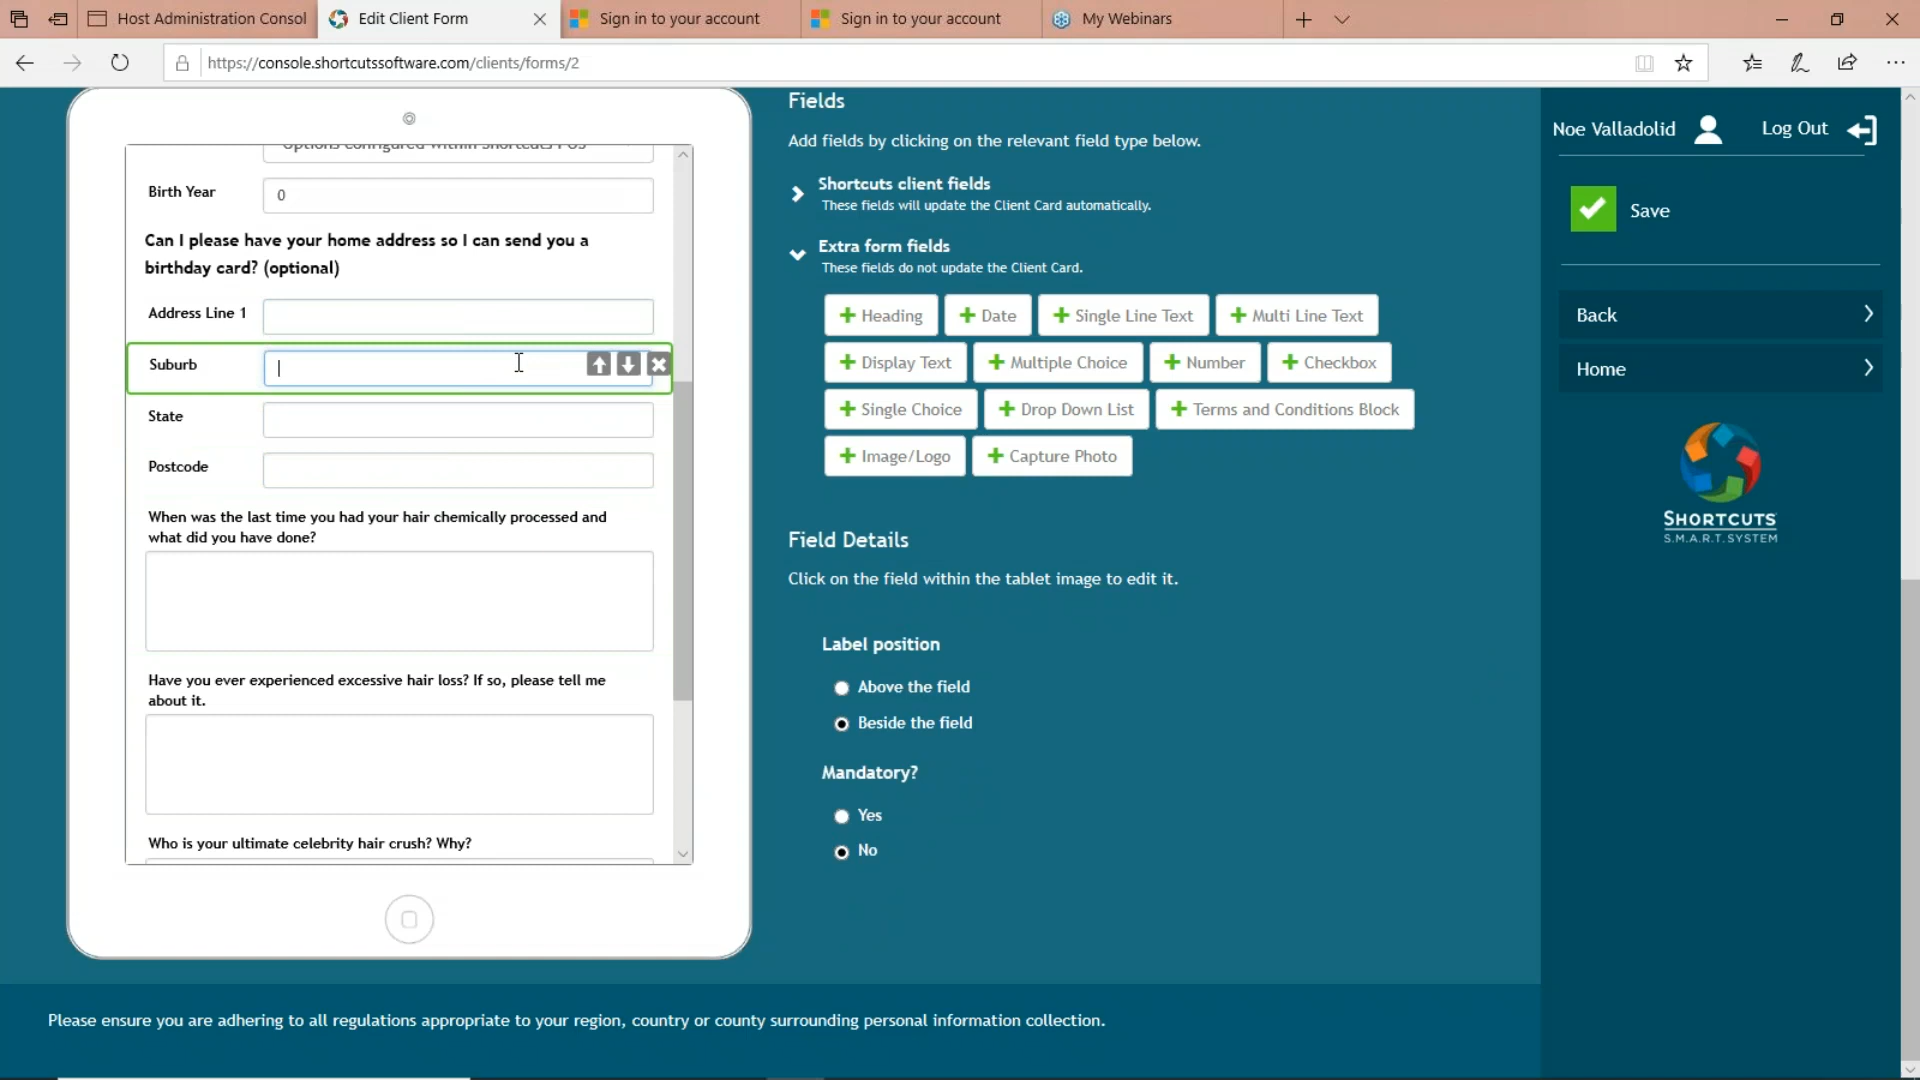 Host Administration Consol
Edit Client Form
Sign in to your account
Sign in to your account
My Webinars
https://console.shortcutssoftware.com/clients/forms/2
Options configured within Shortcuts POS
Birth Year
0
Can I please have your home address so I can send you a
birthday card? (optional)
Address Line 1
Suburb
State
Postcode
When was the last time you had your hair chemically processed and
what did you have done?
Have you ever experienced excessive hair loss? If so, please tell me
about it.
Who is your ultimate celebrity hair crush? Why?
Fields
Add fields by clicking on the relevant field type below.
Shortcuts client fields
These fields will update the Client Card automatically.
Extra form fields
These fields do not update the Client Card.
+ Heading
+ Date
+ Single Line Text
+ Multi Line Text
+ Display Text
+ Multiple Choice
+ Number
+ Checkbox
+ Single Choice
+ Drop Down List
+ Terms and Conditions Block
+ Image/Logo
+ Capture Photo
Field Details
Click on the field within the tablet image to edit it.
Label position
Above the field
Beside the field
Mandatory?
Yes
No
Noe Valladolid
Log Out
Save
Back
Home
SHORTCUTS
S.M.A.R.T. SYSTEM
Please ensure you are adhering to all regulations appropriate to your region, country or county surrounding personal information collection.